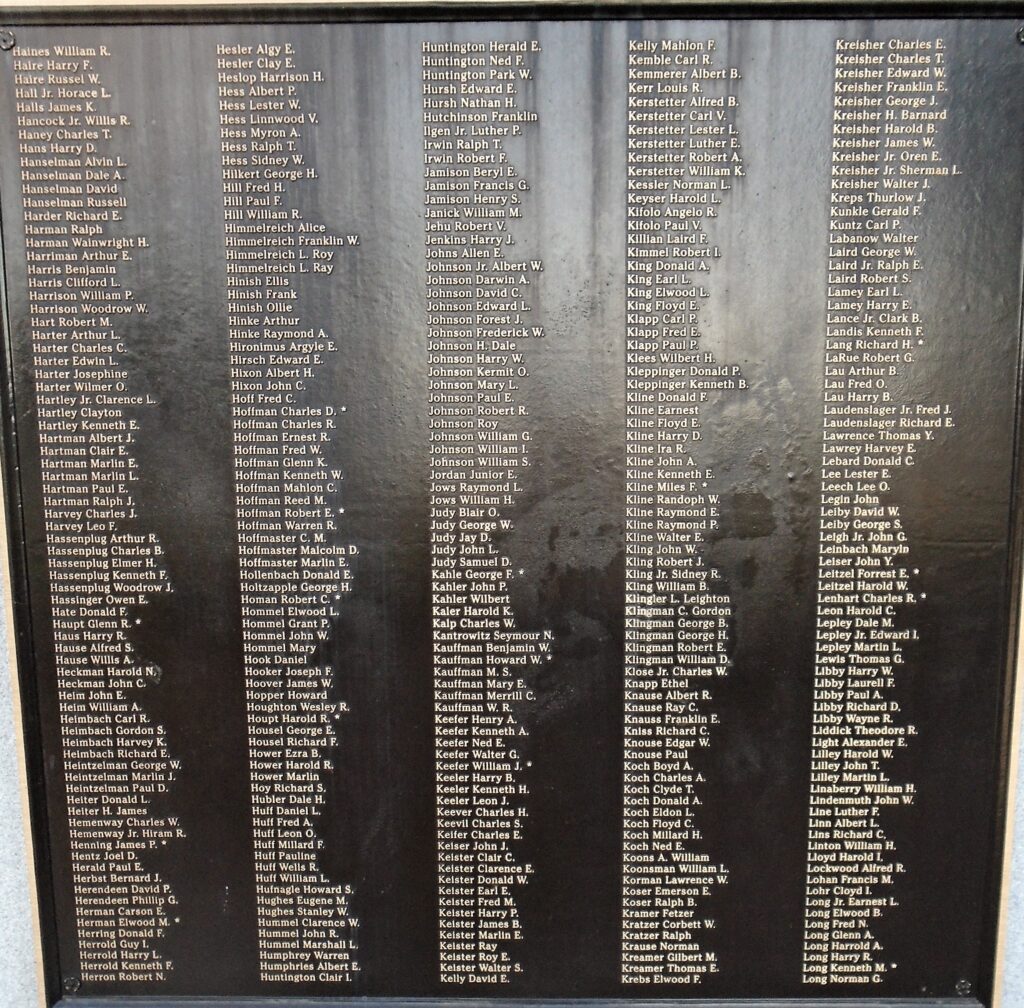 Haines William R.
Haire Harry F.
Haire Russel W.
Hall Jr. Horace L.
Halls James K.
Hancock Jr. Willis R.
Haney Charles T.
Hans Harry D.
Hanselman Alvin L.
Hanselman Dale A.
Hanselman David
Hanselman Russell
Harder Richard E.
Harman Ralph
Harman Wainwright H.
Harriman Arthur E.
Harris Benjamin
Harris Clifford L.
Harrison William P.
Harrison Woodrow W.
Hart Robert M.
Harter Arthur L.
Harter Charles C.
Harter Edwin L.
Harter Josephine
Harter Wilmer O.
Hartley Jr. Clarence L.
Hartley Clayton
Hartley Kenneth E.
Hartman Albert J.
Hartman Clair E.
Hartman Marlin E.
Hartman Marlin L.
Hartman Paul E.
Hartman Ralph J.
Harvey Charles J.
Harvey Leo F.
Hassenplug Arthur R.
Hassenplug Charles B.
Hassenplug Elmer H.
Hassenplug Kenneth F.
Hassenplug Woodrow J.
Hassinger Owen E.
Hate Donald F.
Haupt Glenn R. *
Haus Harry R.
Hause Alfred S.
Hause Willis A.
Heckman Harold N.
Heckman John C.
Heim John E.
Heim William A.
Heimbach Carl R.
Heimbach Gordon S.
Heimbach Harvey K.
Heimbach Richard E.
Heintzelman George W.
Heintzelman Marlin J.
Heintzelman Paul D.
Heiter Donald L.
Heiter H. James
Hemenway Charles W.
Hemenway Jr. Hiram R.
Henning James P. *
Hentz Joel D.
Herald Paul E.
Herbst Bernard J.
Herendeen David P.
Herendeen Phillip G.
Herman Carson E.
Herman Elwood M. *
Herring Donald F.
Herrold Guy I.
Herrold Harry L.
Herrold Kenneth F.
Herron Robert N.
Hesler Algy E.
Hesler Clay E.
Heslop Harrison H.
Hess Albert P.
Hess Lester W.
Hess Linnwood V.
Hess Myron A.
Hess Ralph T.
Hess Sidney W.
Hilkert George H.
Hill Fred H.
Hill Paul F.
Hill William R.
Himmelreich Alice
Himmelreich Franklin W.
Himmelreich L. Roy
Himmelreich L. Ray
Hinish Ellis
Hinish Frank
Hinish Ollie
Hinke Arthur
Hinke Raymond A.
Hironimus Argyle E.
Hirsch Edward E.
Hixon Albert H.
Hixon John C.
Hoff Fred C.
Hoffman Charles D. *
Hoffman Charles R.
Hoffman Ernest R.
Hoffman Fred W.
Hoffman Glenn K.
Hoffman Kenneth W.
Hoffman Mahlon C.
Hoffman Reed M.
Hoffman Robert E. *
Hoffman Warren R.
Hoffmaster C. M.
Hoffmaster Malcolm D.
Hoffmaster Marlin E.
Hollenbach Donald E.
Holtzapple George H.
Homan Robert C. *
Hommel Elwood L.
Hommel Grant P.
Hommel John W.
Hommel Mary
Hook Daniel
Hooker Joseph F.
Hoover James W.
Hopper Howard
Houghton Wesley R.
Houpt Harold R. *
Housel George E.
Housel Richard F.
Hower Ezra B.
Hower Harold R.
Hower Marlin
Hoy Richard S.
Hubler Dale H.
Huff Daniel L.
Huff Fred A.
Huff Leon O.
Huff Millard F.
Huff Pauline
Huff Wells R.
Huff William L.
Hufnagle Howard S.
Hughes Eugene M.
Hughes Stanley W.
Hummel Clarence W.
Hummel John R.
Hummel Marshall L.
Humphrey Warren
Humphries Albert E.
Huntington Clair I.
Huntington Herald E.
Huntington Ned F.
Huntington Park W.
Hursh Edward E.
Hursh Nathan H.
Hutchinson Franklin
Ilgen Jr. Luther P.
Irwin Ralph T.
Irwin Robert F.
Jamison Beryl E.
Jamison Francis G.
Jamison Henry S.
Janick William M.
Jehu Robert V.
Jenkins Harry J.
Johns Allen E.
Johnson Jr. Albert W.
Johnson Darwin A.
Johnson David C.
Johnson Edward L.
Johnson Forest J.
Johnson Frederick W.
Johnson H. Dale
Johnson Harry W.
Johnson Kermit O.
Johnson Mary L.
Johnson Paul E.
Johnson Robert R.
Johnson Roy
Johnson William G.
Johnson William I.
Johnson William S.
Jordan Junior E.
Jows Raymond L.
Jows William H.
Judy Blair O.
Judy George W.
Judy Jay D.
Judy John L.
Judy Samuel D.
Kahle George F. *
Kahler John P.
Kahler Wilbert
Kaler Harold K.
Kalp Charles W.
Kantrowitz Seymour N.
Kauffman Benjamin W.
Kauffman Howard W. *
Kauffman M. S.
Kauffman Mary E.
Kauffman Merrill C.
Kauffman W. R.
Keefer Henry A.
Keefer Kenneth A.
Keefer Ned E.
Keefer Walter G.
Keefer William J. *
Keeler Harry B.
Keeler Kenneth H.
Keeler Leon J.
Keever Charles H.
Keevil Charles S.
Keifer Charles E.
Keiser John J.
Keister Clair C.
Keister Clarence E.
Keister Donald W.
Keister Earl E.
Keister Fred M.
Keister Harry P.
Keister James B.
Keister Marlin E.
Keister Ray
Keister Roy E.
Keister Walter S.
Kelly David E.
Kelly Mahlon F.
Kemble Carl R.
Kemmerer Albert B.
Kerr Louis R.
Kerstetter Alfred B.
Kerstetter Carl V.
Kerstetter Lester L.
Kerstetter Luther E.
Kerstetter Robert A.
Kerstetter William K.
Kessler Norman L.
Keyser Harold L.
Kifolo Angelo R.
Kifolo Paul V.
Killian Laird F.
Kimmel Robert I.
King Donald A.
King Earl L.
King Elwood L.
King Floyd E.
Klapp Carl P.
Klapp Fred E.
Klapp Paul P.
Klees Wilbert H.
Kleppinger Donald P.
Kleppinger Kenneth B.
Kline Donald F.
Kline Earnest
Kline Floyd E.
Kline Harry D.
Kline Ira R.
Kline John A.
Kline Kenneth E.
Kline Miles F. *
Kline Randoph W.
Kline Raymond E.
Kline Raymond P.
Kline Walter E.
Kling John W.
Kling Robert J.
Kling Jr. Sidney R.
Kling William B.
Klingler L. Leighton
Klingman C. Gordon
Klingman George B.
Klingman George H.
Klingman Robert E.
Klingman William D.
Klose Jr. Charles W.
Knapp Ethel
Knause Albert R.
Knause Ray C.
Knauss Franklin E.
Kniss Richard C.
Knouse Edgar W.
Knouse Paul
Koch Boyd A.
Koch Charles A.
Koch Clyde T.
Koch Donald A.
Koch Eldon L.
Koch Floyd C.
Koch Millard H.
Koch Ned E.
Koons A. William
Koonsman William L.
Korman Lawrence W.
Koser Emerson E.
Koser Ralph B.
Kramer Fetzer
Kratzer Corbett W.
Kratzer Ralph
Krause Norman
Kreamer Gilbert M.
Kreamer Thomas E.
Krebs Elwood F.
Kreisher Charles E.
Kreisher Charles T.
Kreisher Edward W.
Kreisher Franklin E.
Kreisher George J.
Kreisher H. Barnard
Kreisher Harold B.
Kreisher James W.
Kreisher Jr. Oren E.
Kreisher Jr. Sherman L.
Kreisher Walter J.
Kreps Thurlow J.
Kunkle Gerald F.
Kuntz Carl P.
Labanow Walter
Laird George W.
Laird Jr. Ralph E.
Laird Robert S.
Lamey Earl L.
Lamey Harry E.
Lance Jr. Clark B.
Landis Kenneth F.
Lang Richard H. *
LaRue Robert G.
Lau Arthur B.
Lau Fred O.
Lau Harry B.
Laudenslager Jr. Fred J.
Laudenslager Richard E.
Lawrence Thomas Y.
Lawrey Harvey E.
Lebard Donald C.
Lee Lester E.
Leech Lee O.
Legin John
Leiby David W.
Leiby George S.
Leigh Jr. John G.
Leinbach Maryln
Leiser John Y.
Leitzel Forrest E. *
Leitzel Harold W.
Lenhart Charles R. *
Leon Harold C.
Lepley Dale M.
Lepley Jr. Edward I.
Lepley Martin L.
Lewis Thomas G.
Libby Harry W.
Libby Laurell F.
Libby Paul A.
Libby Richard D.
Libby Wayne R.
Liddick Theodore R.
Light Alexander E.
Lilley Harold W.
Lilley John T.
Lilley Martin L.
Linaberry William H.
Lindenmuth John W.
Line Luther F.
Linn Albert L.
Lins Richard C.
Linton William H.
Lloyd Harold I.
Lockwood Alfred R.
Lohan Francis M.
Lohr Cloyd I.
Long Jr. Earnest L.
Long Elwood B.
Long Fred N.
Long Glenn A.
Long Harrold A.
Long Harry R.
Long Kenneth M. *
Long Norman G.